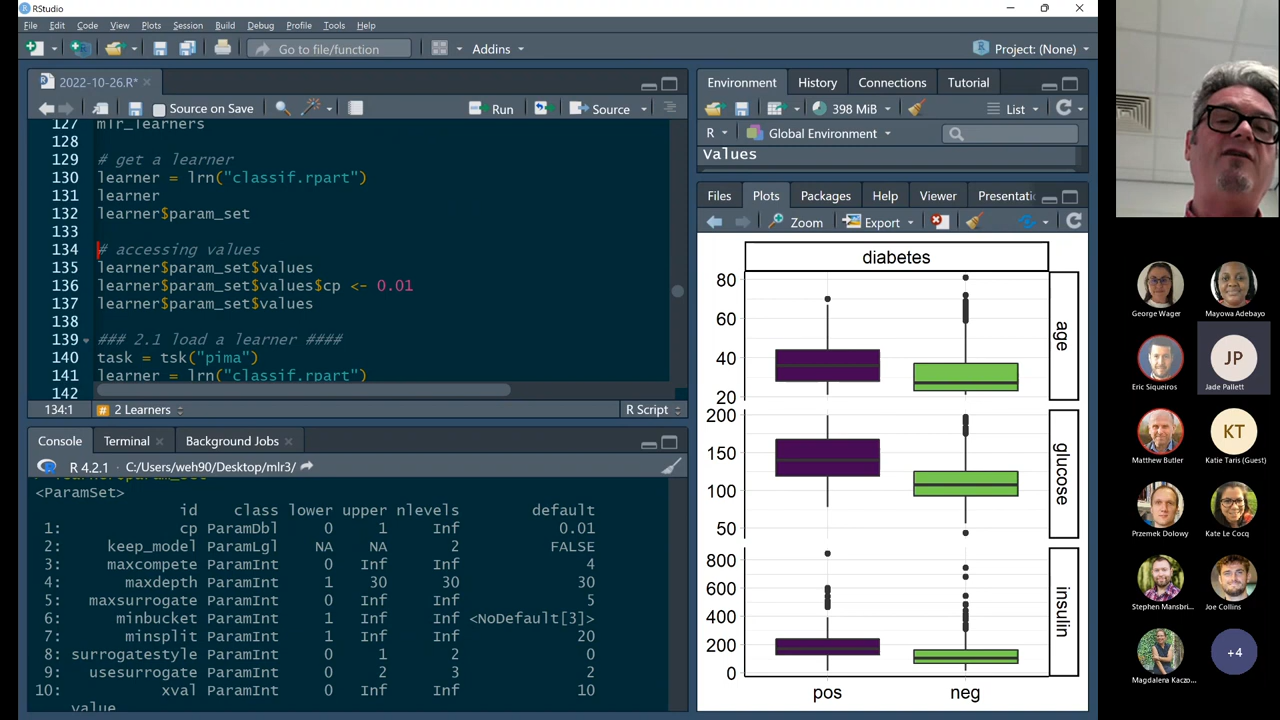 RStudio
File Edit Code View Plots Session Build Debug Profile Tools Help
Go to file/function
Addins
Project: (None)
2022-10-26.R*
Source on Save
Run
Source
127 mlr_learners
128
129 # get a learner
130 learner = lrn("classif.rpart")
131 learner
132 learner$param_set
133
134 # accessing values
135 learner$param_set$values
136 learner$param_set$values$cp <- 0.01
137 learner$param_set$values
138
139 ### 2.1 load a learner ####
140 task = tsk("pima")
141 learner = lrn("classif.rpart")
142
134:1 # 2 Learners R Script
Console Terminal Background Jobs
R 4.2.1 · C:/Users/weh90/Desktop/mlr3/
<ParamSet>
id class lower upper nlevels default
1: cp ParamDbl 0 1 Inf 0.01
2: keep_model ParamLgl NA NA 2 FALSE
3: maxcompete ParamInt 0 Inf Inf 4
4: maxdepth ParamInt 1 30 30 30
5: maxsurrogate ParamInt 0 Inf Inf 5
6: minbucket ParamInt 1 Inf Inf <NoDefault[3]>
7: minsplit ParamInt 1 Inf Inf 20
8: surrogatestyle ParamInt 0 1 2 0
9: usesurrogate ParamInt 0 2 3 2
10: xval ParamInt 0 Inf Inf 10
value
Environment History Connections Tutorial
398 MiB
List
R Global Environment
Values
Files Plots Packages Help Viewer Presentati
Zoom Export
diabetes
80
60
40
20
age
200
150
100
50
glucose
800
600
400
200
0
insulin
pos neg
George Wager
Mayowa Adebayo
Eric Siqueiros
JP
Jade Pallett
Matthew Butler
KT
Katie Taris (Guest)
Przemek Dolowy
Kate Le Cocq
Stephen Mansbri...
Joe Collins
Magdalena Kaczo...
+4